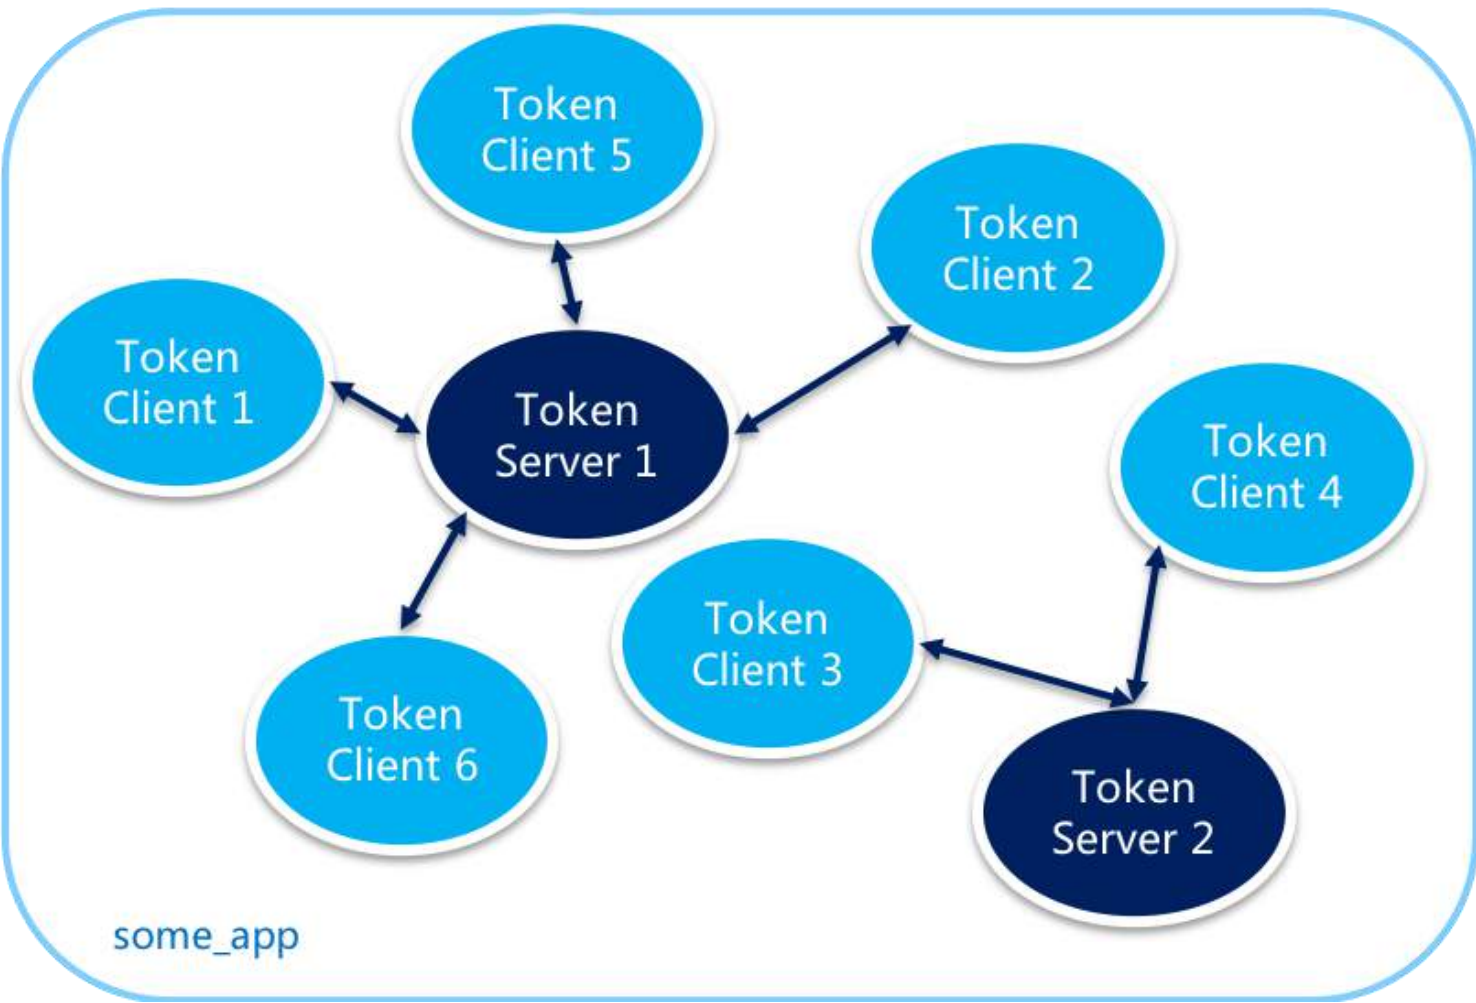 Token
Client 5
Token
Client 2
Token
Client 1
Token
Server 1
Token
Client 4
Token
Client 3
Token
Client 6
Token
Server 2
some_app